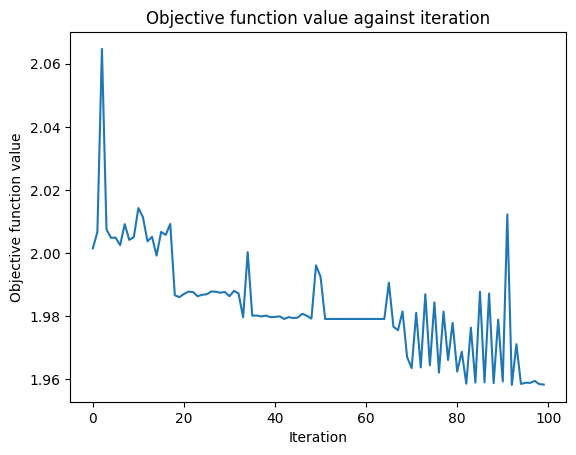 Objective function value against iteration
Objective function value
2.06
2.04
2.02
2.00
1.98
1.96
0 20 40 60 80 100
Iteration